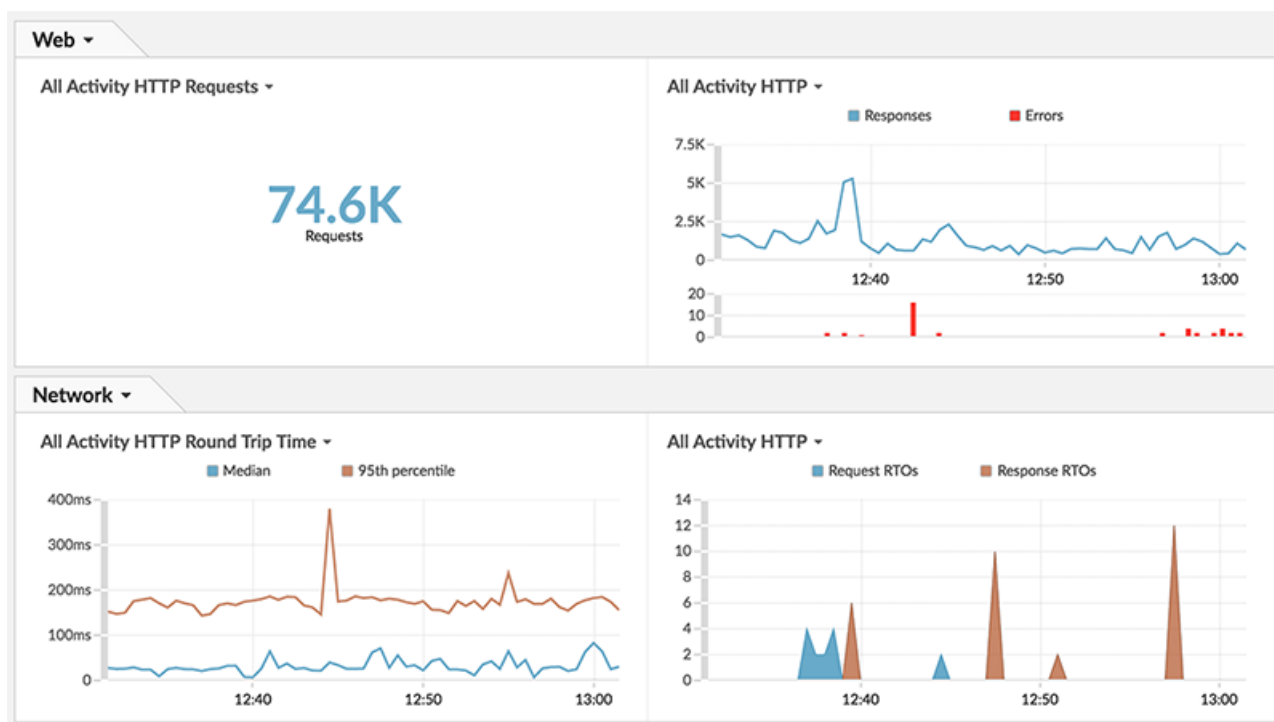 Web
All Activity HTTP Requests
74.6K
Requests
All Activity HTTP
Responses Errors
7.5K
5K
2.5K
0
12:40 12:50 13:00
20
10
0
Network
All Activity HTTP Round Trip Time
Median 95th percentile
400ms
300ms
200ms
100ms
0
12:40 12:50 13:00
All Activity HTTP
Request RTOs Response RTOs
14
12
10
8
6
4
2
0
12:40 12:50 13:00